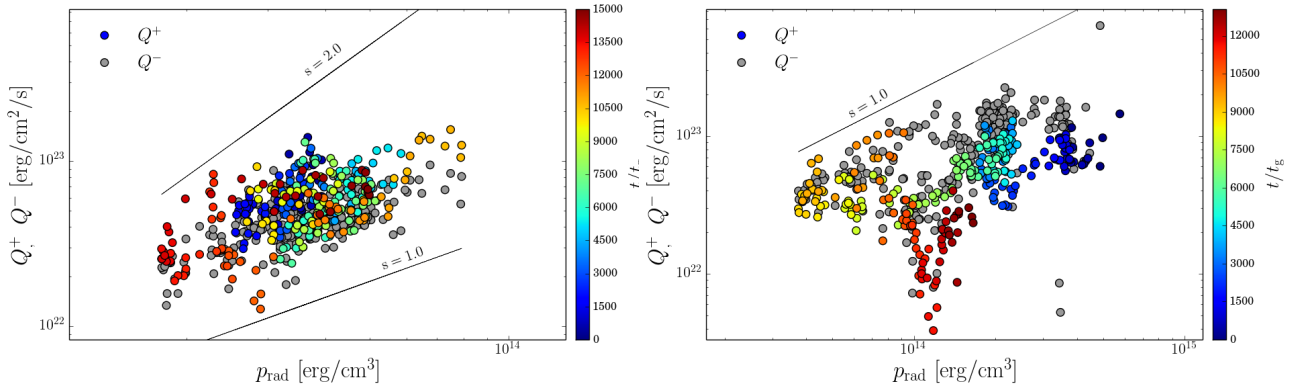 Q+
Q−
s = 2.0
s = 1.0
Q+, Q− [erg/cm2/s]
10^23
10^22
10^14
p_rad [erg/cm3]
15000
13500
12000
10500
9000
7500
6000
4500
3000
1500
0
Q+
Q−
s = 1.0
Q+, Q− [erg/cm2/s]
10^23
10^22
10^14
10^15
p_rad [erg/cm3]
12000
10500
9000
7500
6000
4500
3000
1500
0
t/t_g